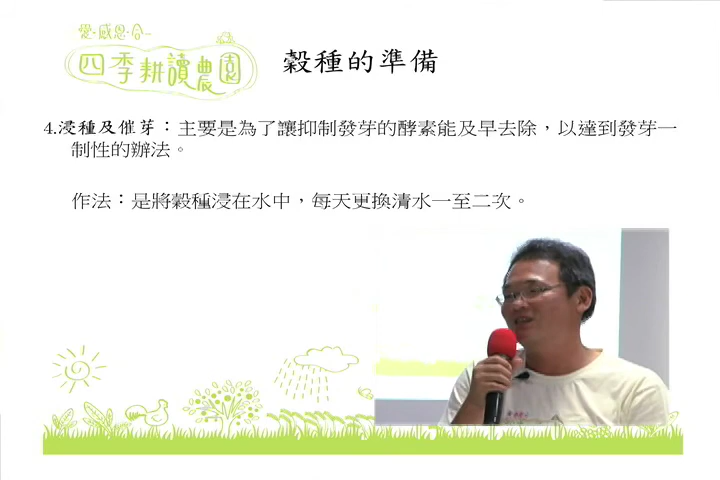 愛·感恩·合一
四季耕讀農園
穀種的準備
4.浸種及催芽：主要是為了讓抑制發芽的酵素能及早去除，以達到發芽一
制性的辦法。
作法：是將穀種浸在水中，每天更換清水一至二次。